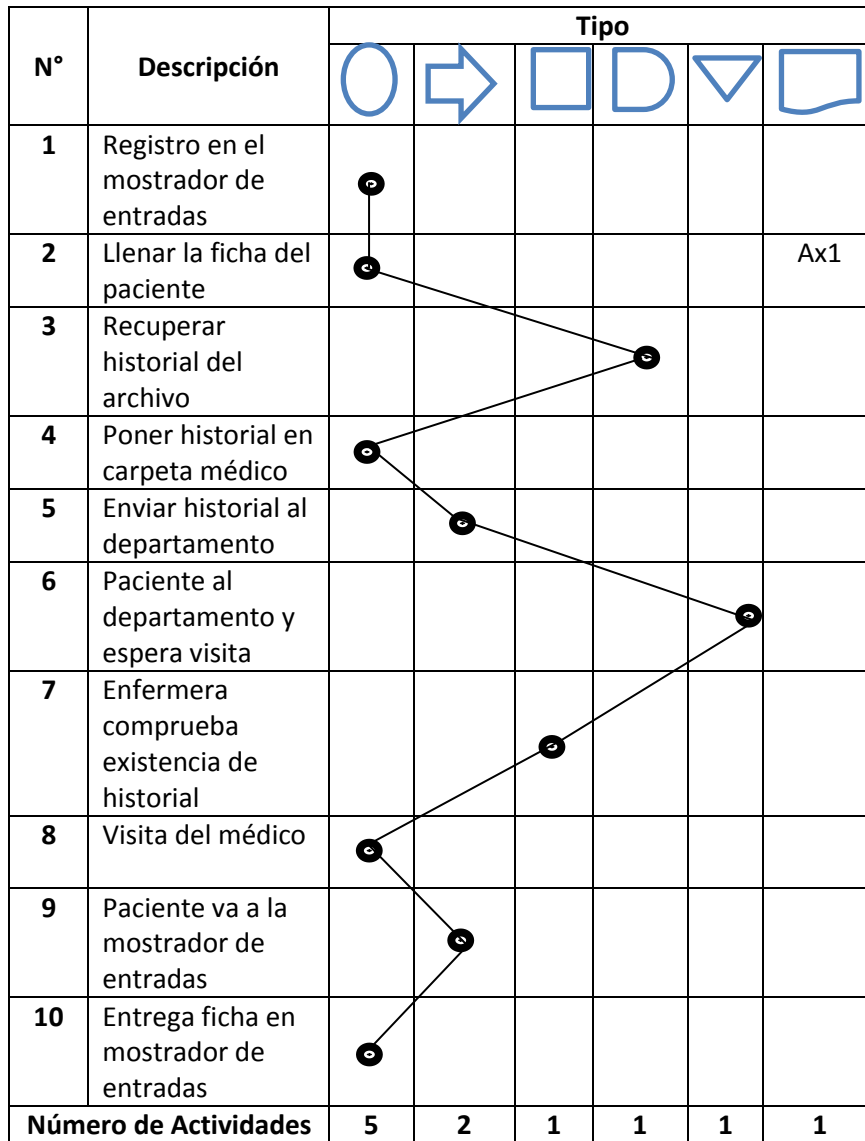 Tipo
N° Descripción
1 Registro en el
mostrador de
entradas
2 Llenar la ficha del Ax1
paciente
3 Recuperar
historial del
archivo
4 Poner historial en
carpeta médico
5 Enviar historial al
departamento
6 Paciente al
departamento y
espera visita
7 Enfermera
comprueba
existencia de
historial
8 Visita del médico
9 Paciente va a la
mostrador de
entradas
10 Entrega ficha en
mostrador de
entradas
Número de Actividades 5 2 1 1 1 1